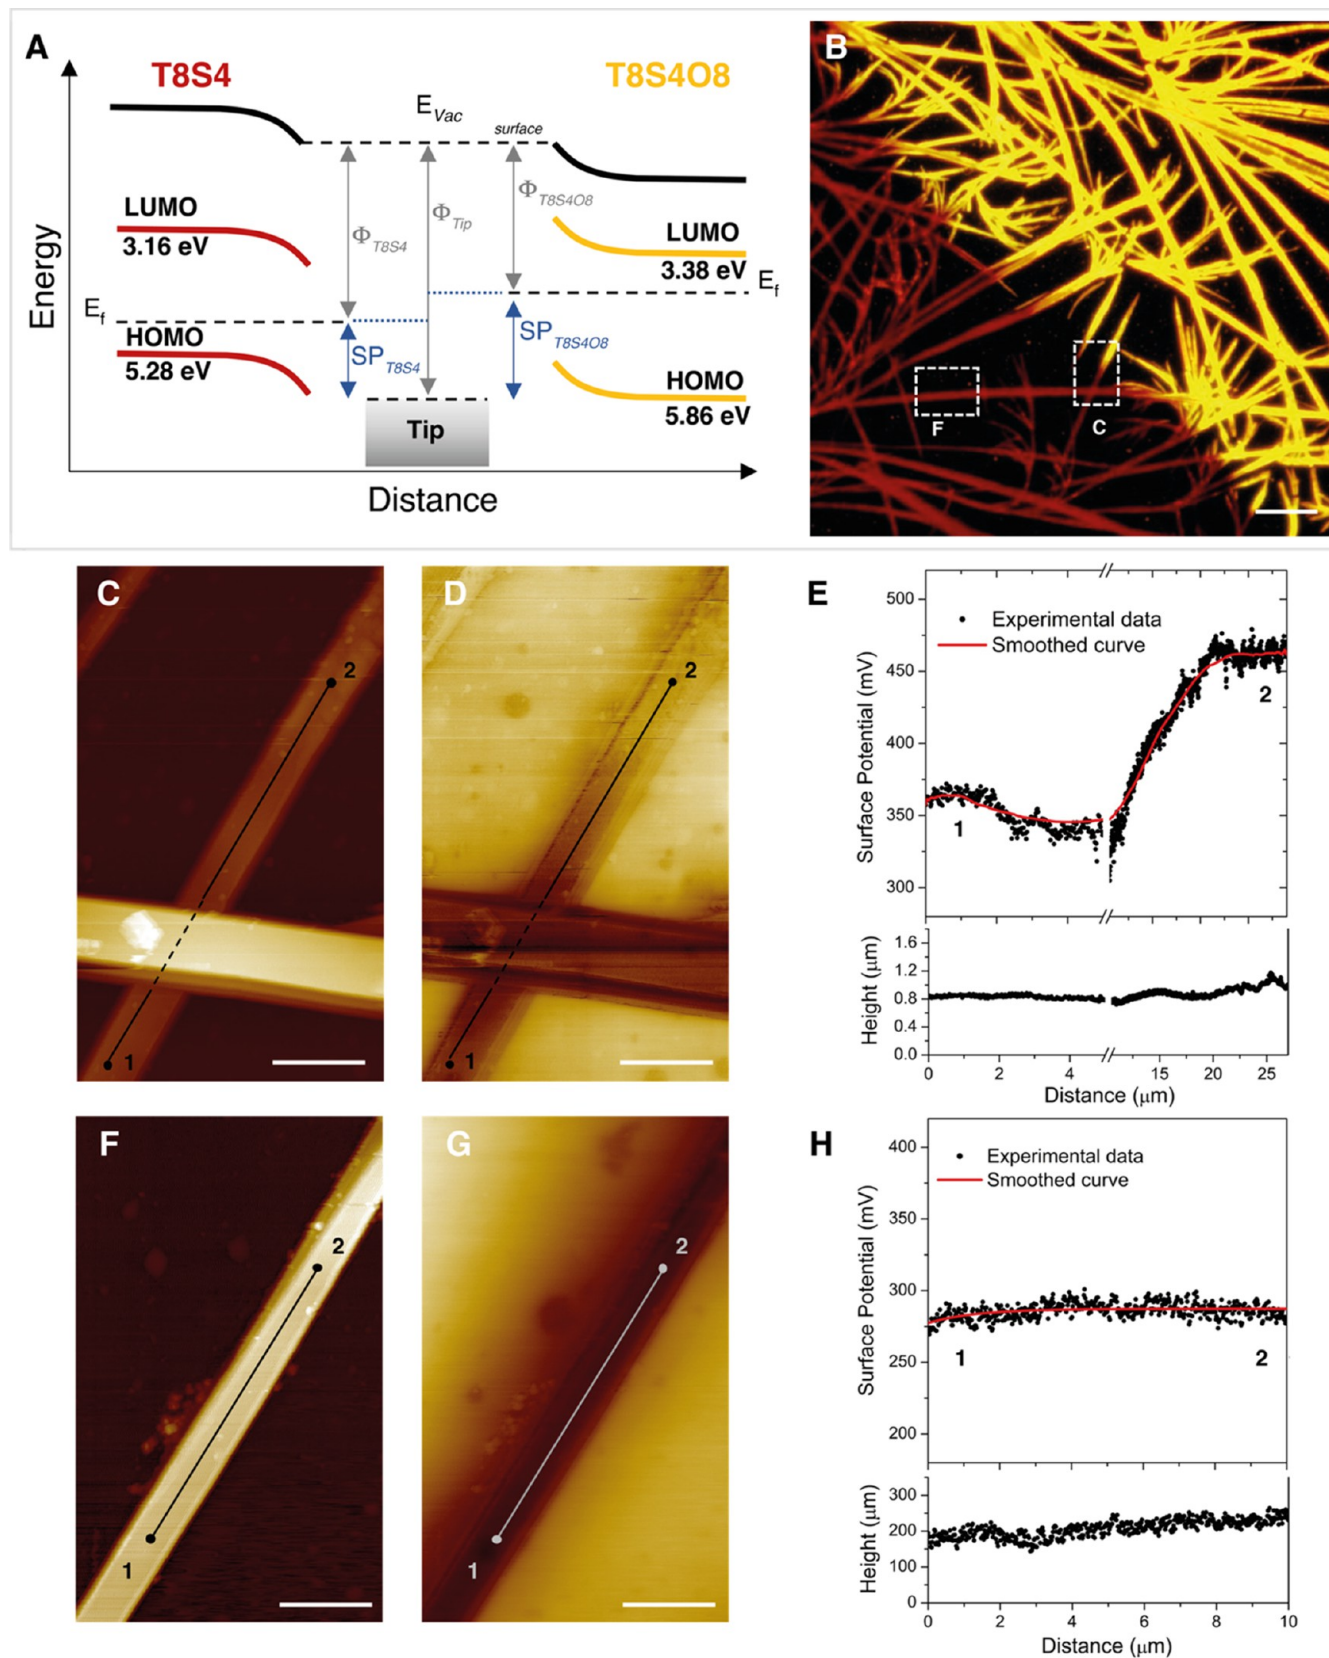 A
T8S4
T8S4O8
E Vac
surface
Φ T8S4
Φ Tip
Φ T8S4O8
LUMO
3.16 eV
LUMO
3.38 eV
Ef
Ef
HOMO
5.28 eV
SP T8S4
SP T8S4O8
HOMO
5.86 eV
Tip
Energy
Distance
B
F
C
C
2
1
D
2
1
E
Experimental data
Smoothed curve
Surface Potential (mV)
500
450
400
350
300
1
2
Height (μm)
1.6
1.2
0.8
0.4
0.0
0 2 4 15 20 25
Distance (μm)
F
2
1
G
2
1
H
Experimental data
Smoothed curve
Surface Potential (mV)
400
350
300
250
200
1
2
Height (μm)
300
200
100
0
0 2 4 6 8 10
Distance (μm)